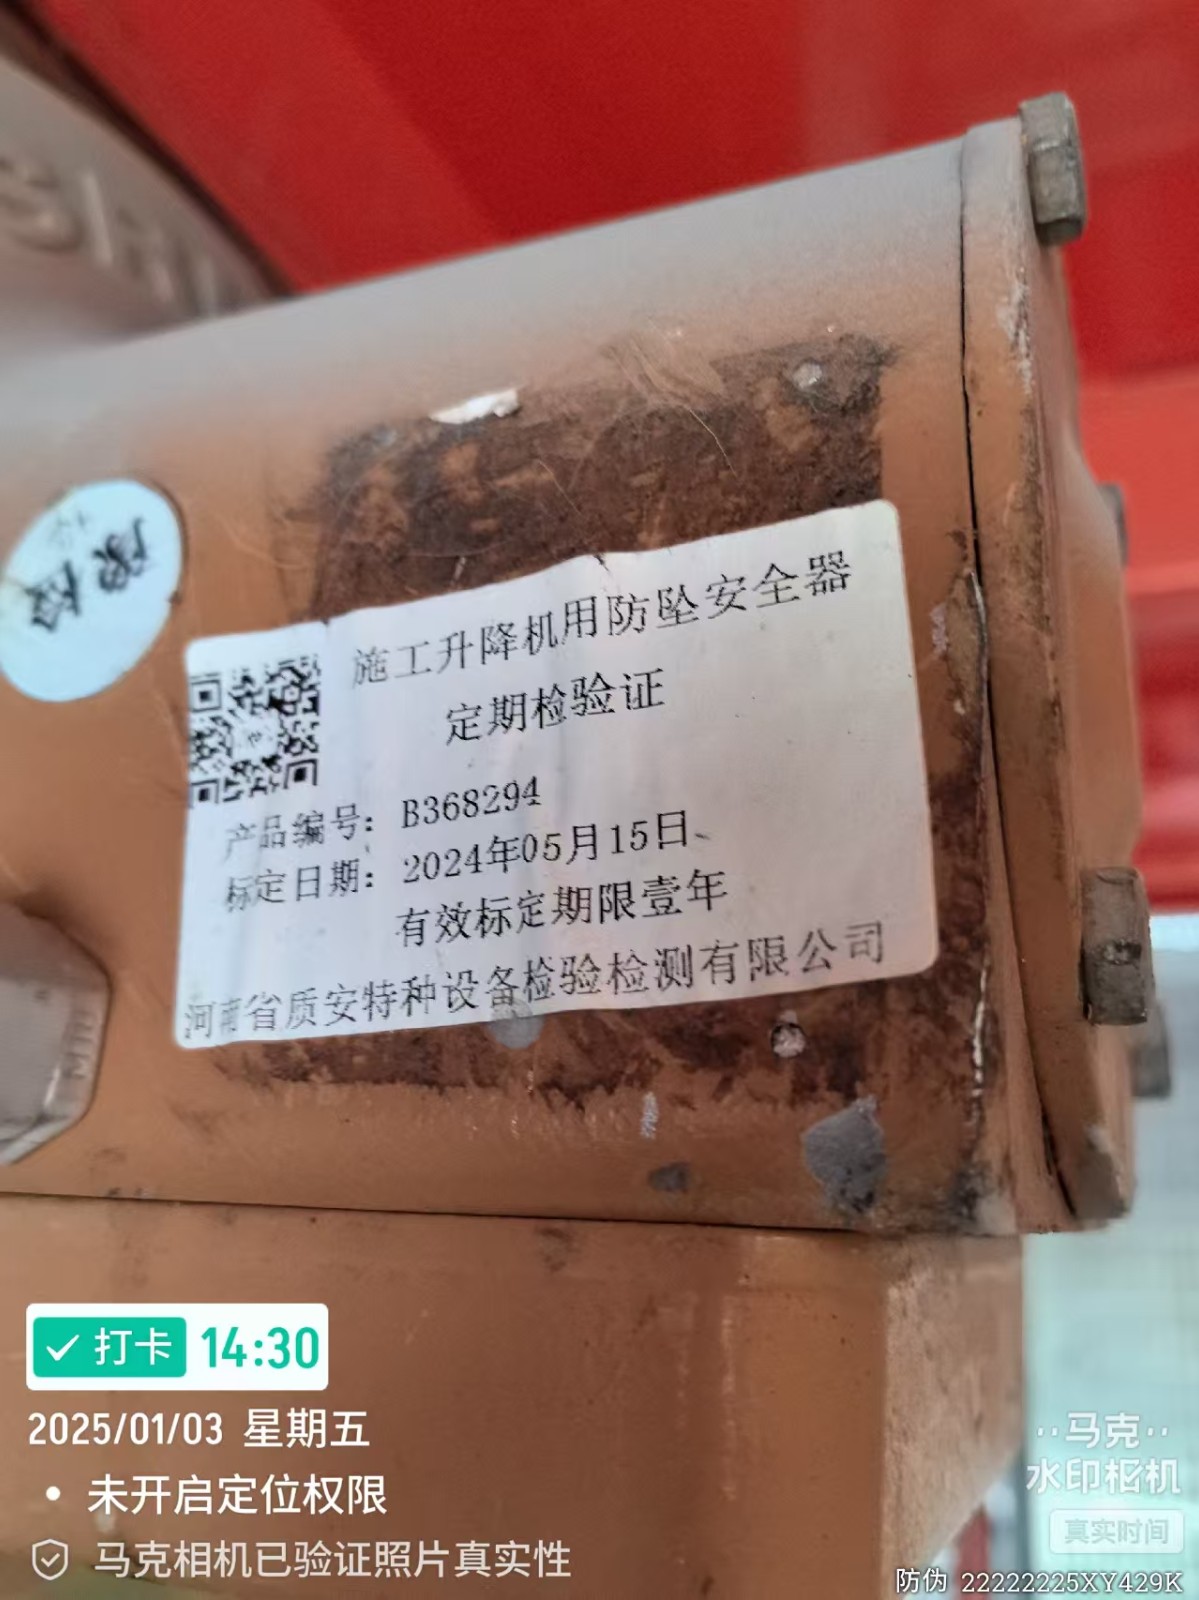 施工升降机用防坠安全器
定期检验证
产品编号：B368294
标定日期：2024年05月15日
有效标定期限壹年
河南省质安特种设备检验检测有限公司
打卡 14:30
2025/01/03 星期五
• 未开启定位权限
马克相机已验证照片真实性
马克
水印相机
真实时间
防伪 22222225XY429K